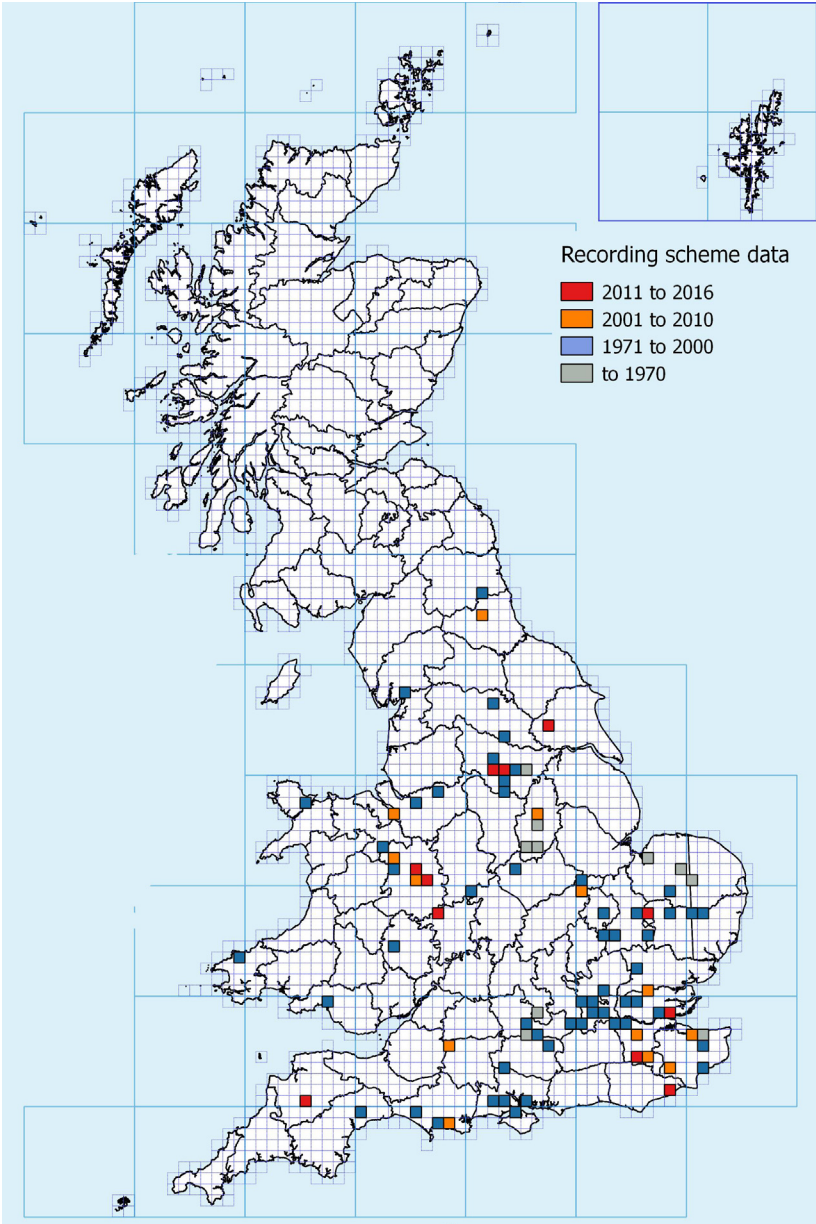 Recording scheme data
2011 to 2016
2001 to 2010
1971 to 2000
to 1970